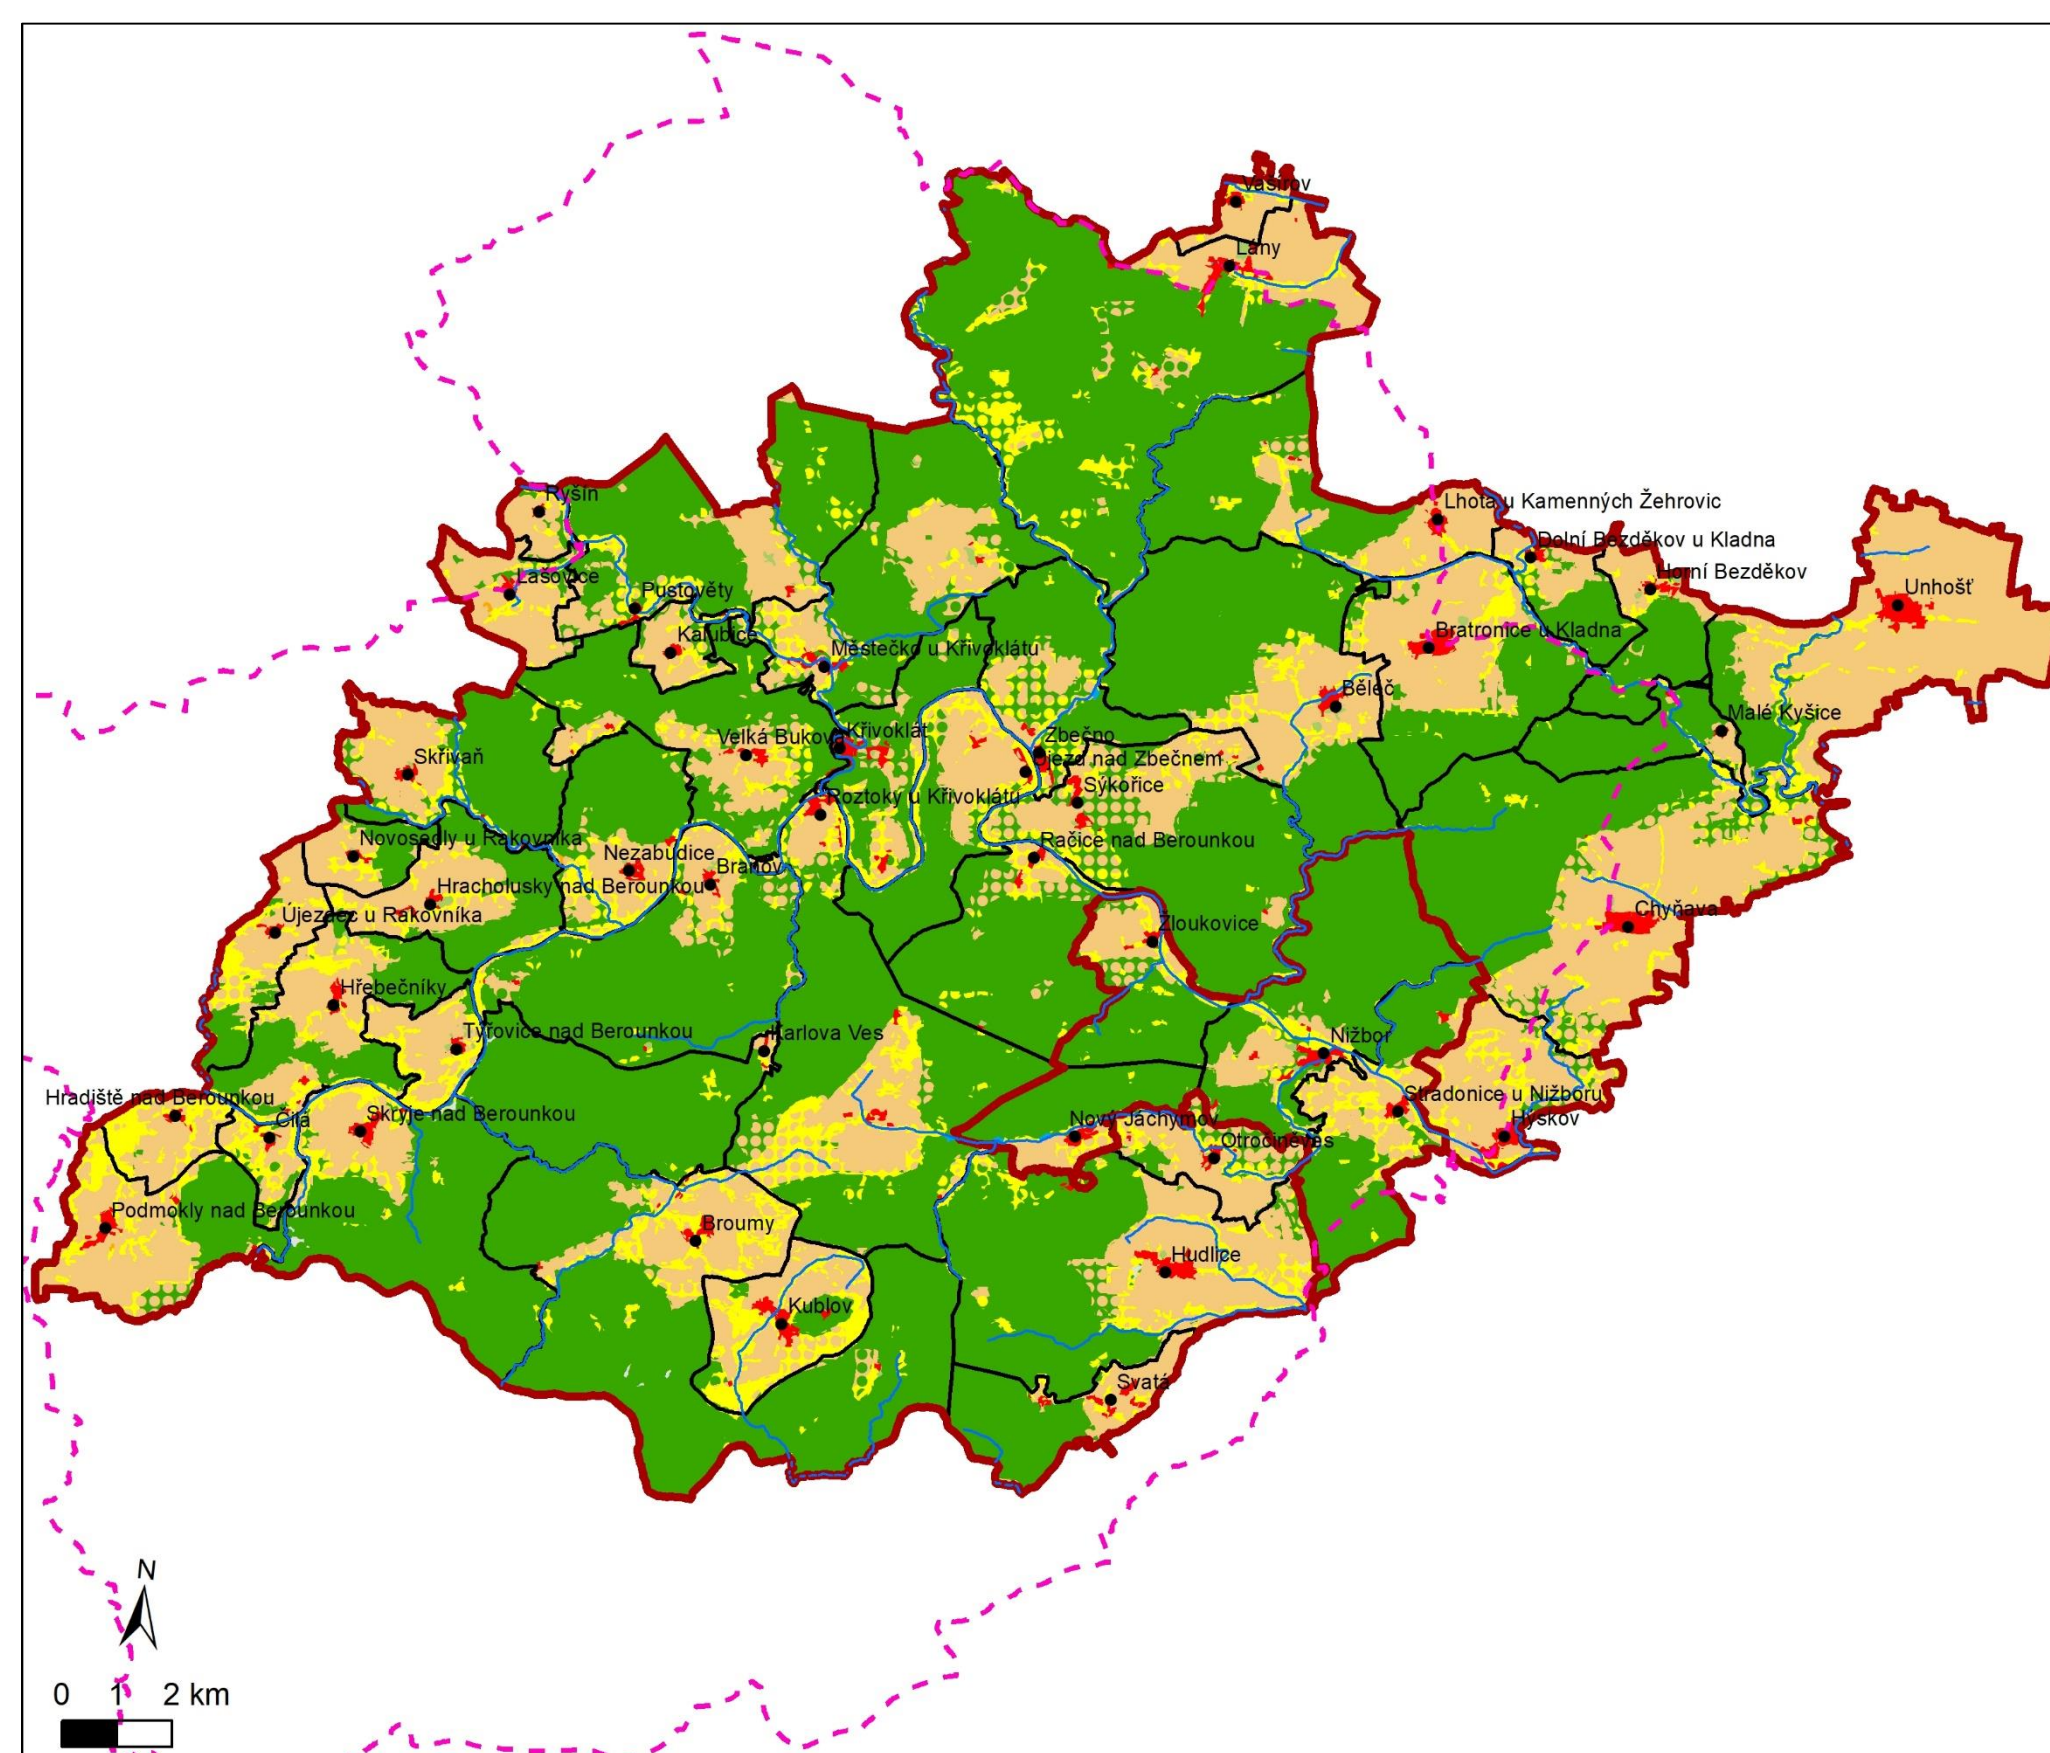 Vašírov
Lány
Ryšín
Lhota u Kamenných Žehrovic
Dolní Bezděkov u Kladna
Horní Bezděkov
Lašovice
Pustověty
Unhošť
Kalubice
Bratronice u Kladna
Městečko u Křivoklátu
Běleč
Malé Kyšice
Velká Buková
Křivoklát
Zbečno
Skřivaň
Újezd nad Zbečnem
Sýkořice
Roztoky u Křivoklátu
Novosedly u Rakovníka
Nezabudice
Račice nad Berounkou
Branov
Hracholusky nad Berounkou
Újezdec u Rakovníka
Chyňava
Žloukovice
Hřebečníky
Týřovice nad Berounkou
Karlova Ves
Nižbor
Hradiště nad Berounkou
Čilá
Skryje nad Berounkou
Stradonice u Nižboru
Nový Jáchymov
Hýskov
Otročiněves
Podmokly nad Berounkou
Broumy
Hudlice
Kublov
Svatá
N
0 1 2 km